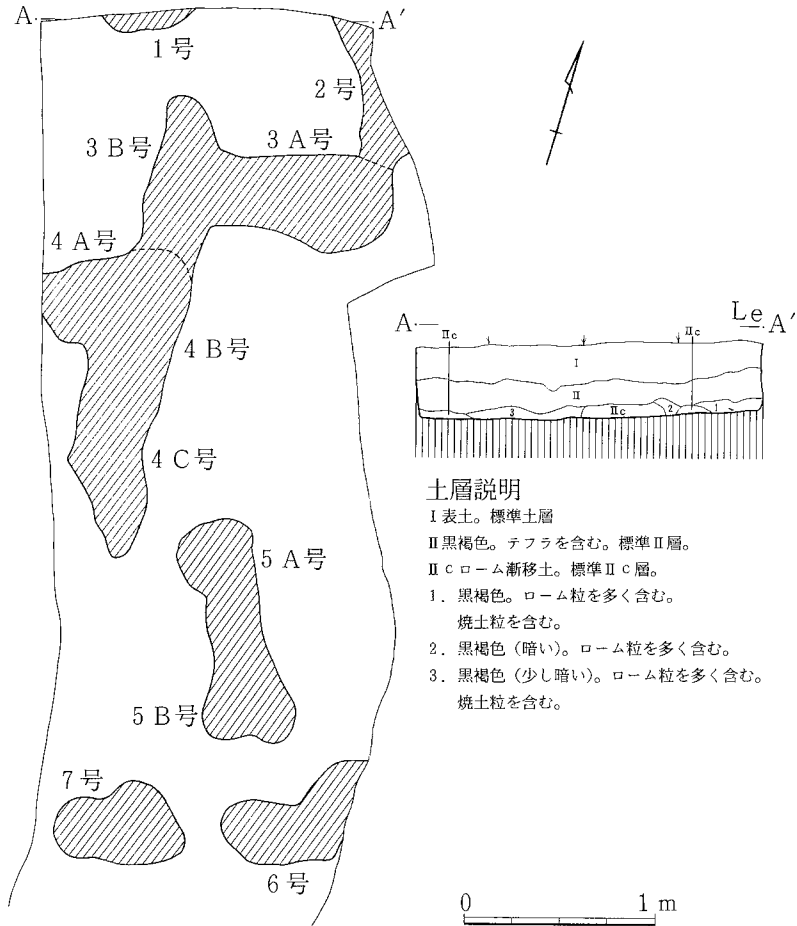 A
A′
1号
2号
3B号
3A号
4A号
4B号
4C号
5A号
5B号
7号
6号
Le
A
A′
Ⅱc
Ⅱc
Ⅰ
Ⅱ
3
Ⅱc
2
1
土層説明
Ⅰ表土。標準土層
Ⅱ黒褐色。テフラを含む。標準Ⅱ層。
Ⅱcローム漸移土。標準Ⅱc層。
1．黒褐色。ローム粒を多く含む。
焼土粒を含む。
2．黒褐色(暗い)。ローム粒を多く含む。
3．黒褐色(少し暗い)。ローム粒を多く含む。
焼土粒を含む。
0 1m